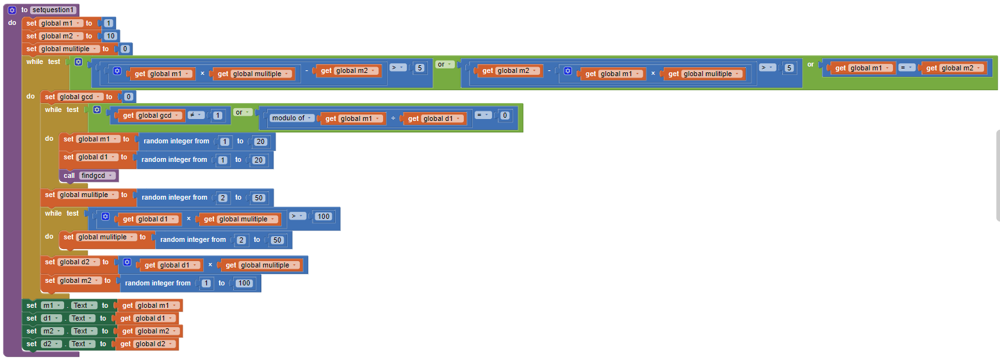 to setquestion1
do set global m1 to 1
set global m2 to 10
set global mulitiple to 0
while test get global m1 × get global mulitiple - get global m2 > 5 or get global m2 - get global m1 × get global mulitiple > 5 or get global m1 = get global m2
do set global gcd to 0
while test get global gcd ≠ 1 or modulo of get global m1 ÷ get global d1 = 0
do set global m1 to random integer from 1 to 20
set global d1 to random integer from 1 to 20
call findgcd
set global mulitiple to random integer from 2 to 50
while test get global d1 × get global mulitiple > 100
do set global mulitiple to random integer from 2 to 50
set global d2 to get global d1 × get global mulitiple
set global m2 to random integer from 1 to 100
set m1 . Text to get global m1
set d1 . Text to get global d1
set m2 . Text to get global m2
set d2 . Text to get global d2